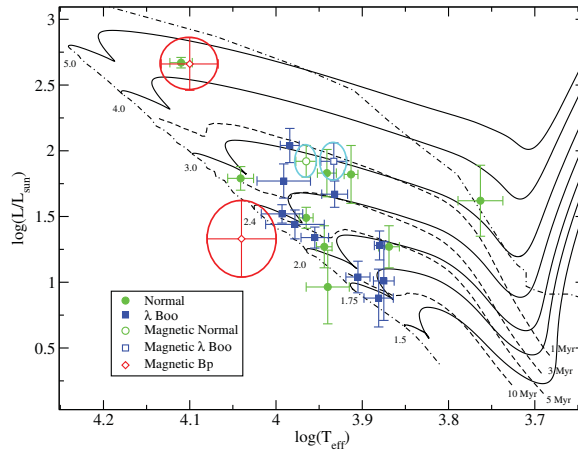 3
2.5
2
1.5
1
0.5
log(L/L_sun)
5.0
4.0
3.0
2.4
2.0
1.75
1.5
1 Myr
3 Myr
5 Myr
10 Myr
Normal
λ Boo
Magnetic Normal
Magnetic λ Boo
Magnetic Bp
4.2
4.1
4
3.9
3.8
3.7
log(T_eff)